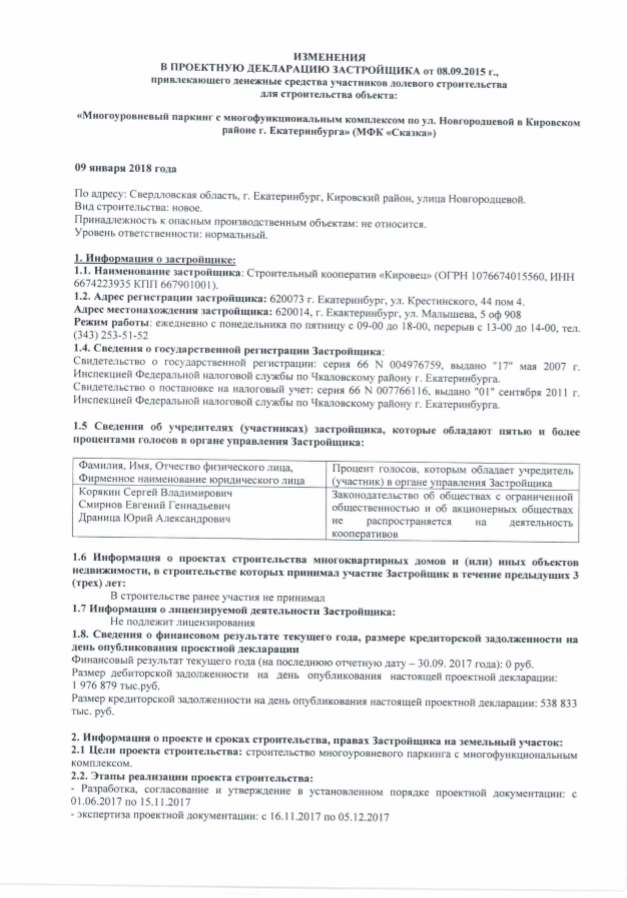 ИЗМЕНЕНИЯ
В ПРОЕКТНУЮ ДЕКЛАРАЦИЮ ЗАСТРОЙЩИКА от 08.09.2015 г.,
привлекающего денежные средства участников долевого строительства
для строительства объекта:
«Многоуровневый паркинг с многофункциональным комплексом по ул. Новгородцевой в Кировском
районе г. Екатеринбурга» (МФК «Сказка»)
09 января 2018 года
По адресу: Свердловская область, г. Екатеринбург, Кировский район, улица Новгородцевой.
Вид строительства: новое.
Принадлежность к опасным производственным объектам: не относится.
Уровень ответственности: нормальный.
1. Информация о застройщике:
1.1. Наименование застройщика: Строительный кооператив «Кировец» (ОГРН 1076674015560, ИНН
6674223935 КПП 667901001).
1.2. Адрес регистрации застройщика: 620073 г. Екатеринбург, ул. Крестинского, 44 пом 4.
Адрес местонахождения застройщика: 620014, г. Екактеринбург, ул. Малышева, 5 оф 908
Режим работы: ежедневно с понедельника по пятницу с 09-00 до 18-00, перерыв с 13-00 до 14-00, тел.
(343) 253-51-52
1.4. Сведения о государственной регистрации Застройщика:
Свидетельство о государственной регистрации: серия 66 N 004976759, выдано "17" мая 2007 г.
Инспекцией Федеральной налоговой службы по Чкаловскому району г. Екатеринбурга.
Свидетельство о постановке на налоговый учет: серия 66 N 007766116, выдано "01" сентября 2011 г.
Инспекцией Федеральной налоговой службы по Чкаловскому району г. Екатеринбурга.
1.5 Сведения об учредителях (участниках) застройщика, которые обладают пятью и более
процентами голосов в органе управления Застройщика:
Фамилия, Имя, Отчество физического лица,
Фирменное наименование юридического лица
Процент голосов, которым обладает учредитель
(участник) в органе управления Застройщика
Корякин Сергей Владимирович
Смирнов Евгений Геннадьевич
Драница Юрий Александрович
Законодательство об обществах с ограниченной
ответственностью и об акционерных обществах
не распространяется на деятельность
кооперативов
1.6 Информация о проектах строительства многоквартирных домов и (или) иных объектов
недвижимости, в строительстве которых принимал участие Застройщик в течение предыдущих 3
(трех) лет:
В строительстве ранее участия не принимал
1.7 Информация о лицензируемой деятельности Застройщика:
Не подлежит лицензирования
1.8. Сведения о финансовом результате текущего года, размере кредиторской задолженности на
день опубликования проектной декларации
Финансовый результат текущего года (на последнюю отчетную дату – 30.09. 2017 года): 0 руб.
Размер дебиторской задолженности на день опубликования настоящей проектной декларации:
1 976 879 тыс.руб.
Размер кредиторской задолженности на день опубликования настоящей проектной декларации: 538 833
тыс. руб.
2. Информация о проекте и сроках строительства, правах Застройщика на земельный участок:
2.1 Цели проекта строительства: строительство многоуровневого паркинга с многофункциональным
комплексом.
2.2. Этапы реализации проекта строительства:
- Разработка, согласование и утверждение в установленном порядке проектной документации: с
01.06.2017 по 15.11.2017
- экспертиза проектной документации: с 16.11.2017 по 05.12.2017